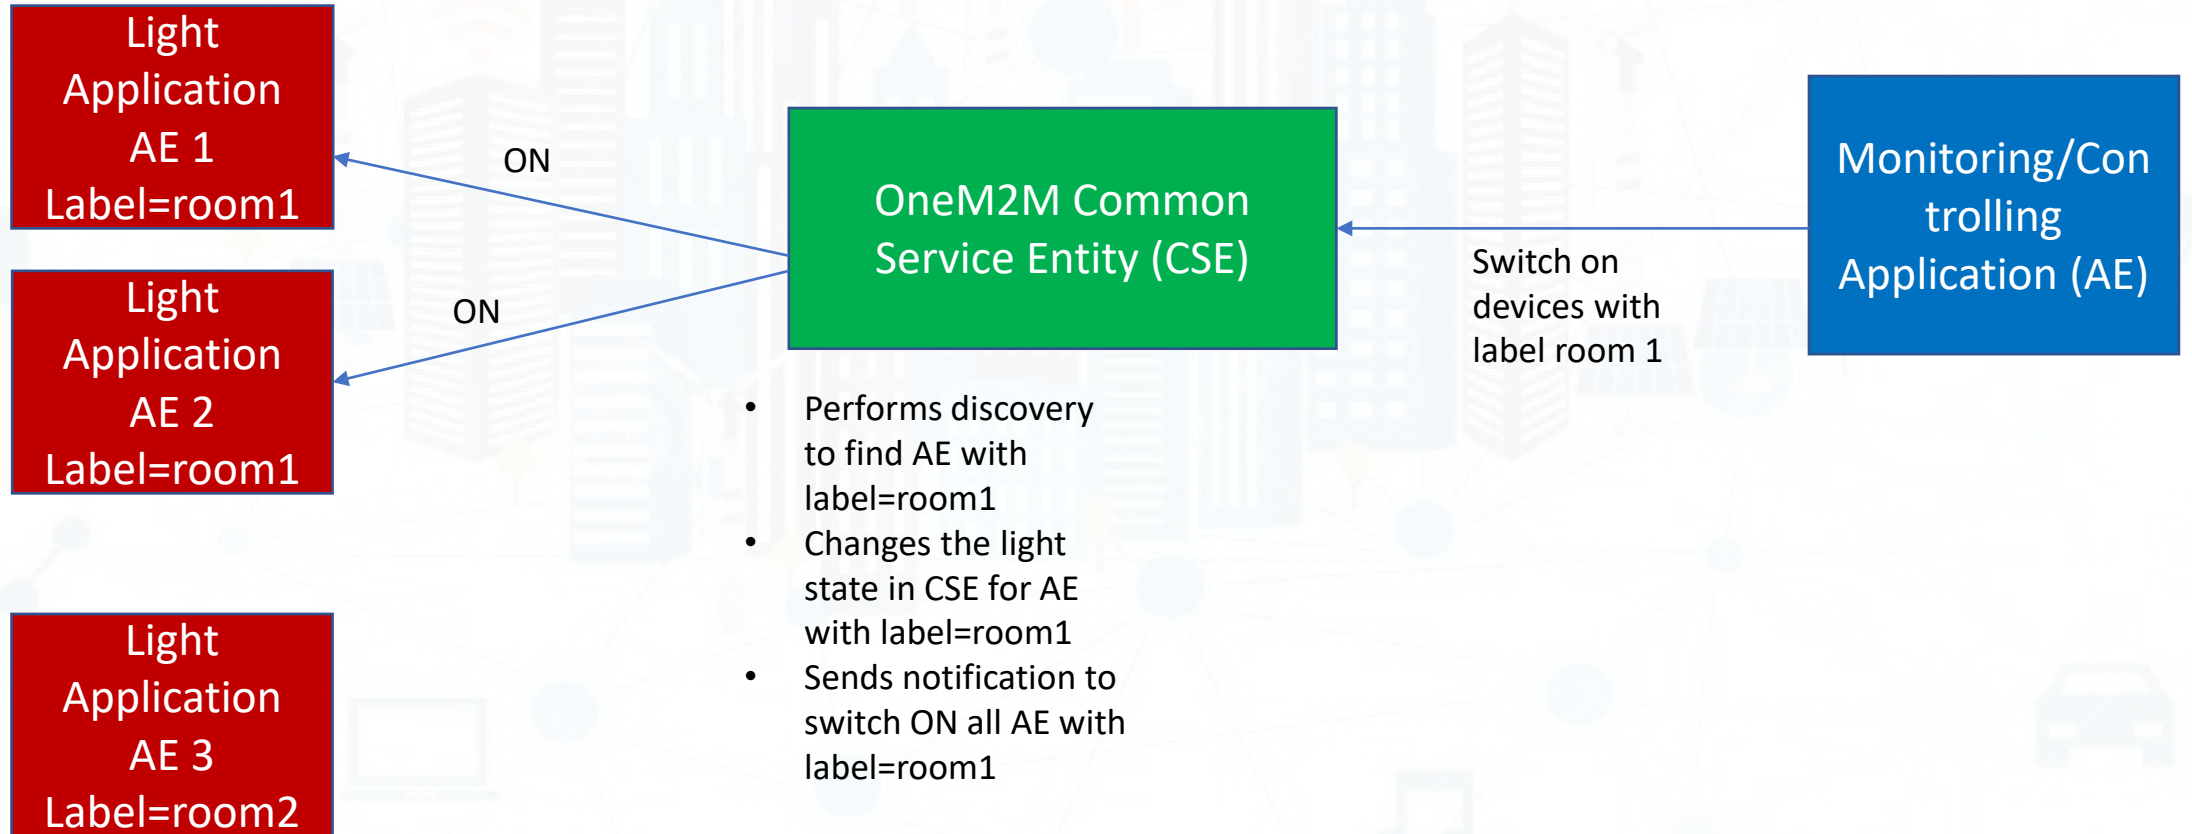 Light
Application
AE 1
Label=room1
Light
Application
AE 2
Label=room1
Light
Application
AE 3
Label=room2
ON
ON
OneM2M Common
Service Entity (CSE)
• Performs discovery
to find AE with
label=room1
• Changes the light
state in CSE for AE
with label=room1
• Sends notification to
switch ON all AE with
label=room1
Switch on
devices with
label room 1
Monitoring/Con
trolling
Application (AE)